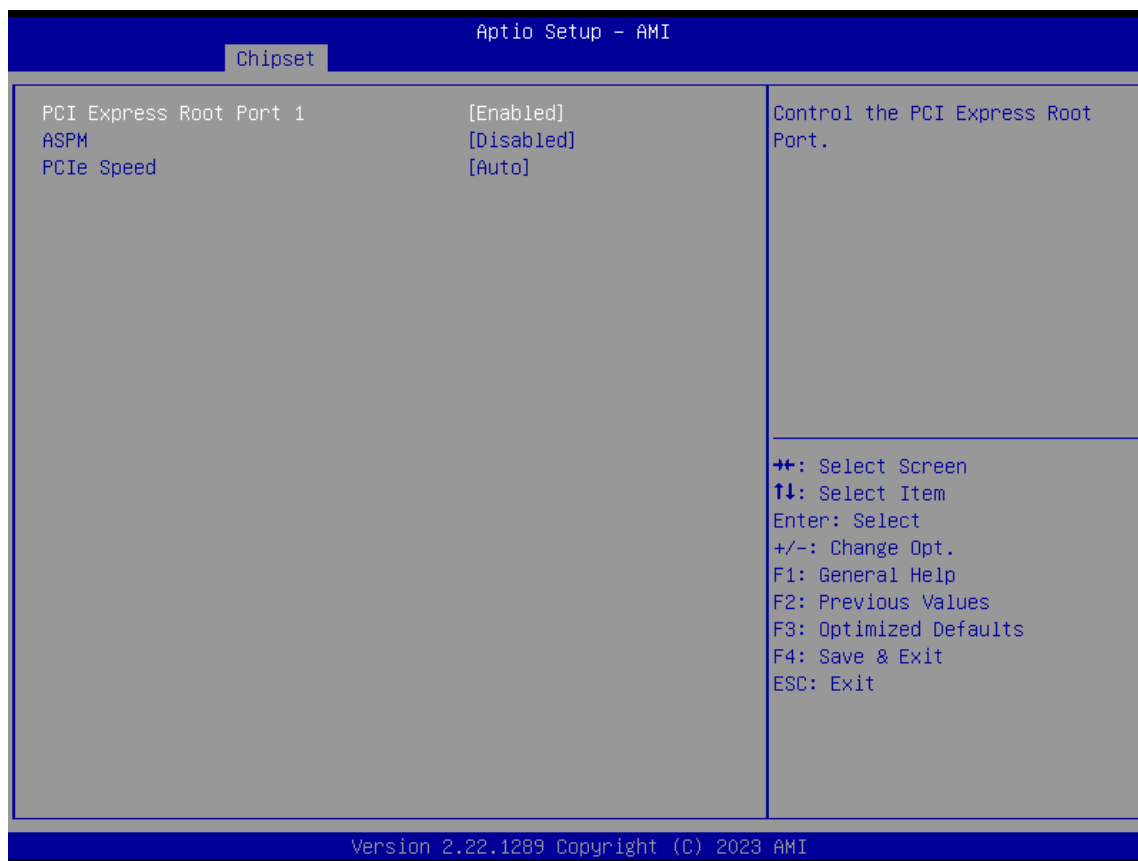 Aptio Setup – AMI
Chipset
PCI Express Root Port 1 [Enabled]
ASPM [Disabled]
PCIe Speed [Auto]
Control the PCI Express Root
Port.
→←: Select Screen
↑↓: Select Item
Enter: Select
+/-: Change Opt.
F1: General Help
F2: Previous Values
F3: Optimized Defaults
F4: Save & Exit
ESC: Exit
Version 2.22.1289 Copyright (C) 2023 AMI